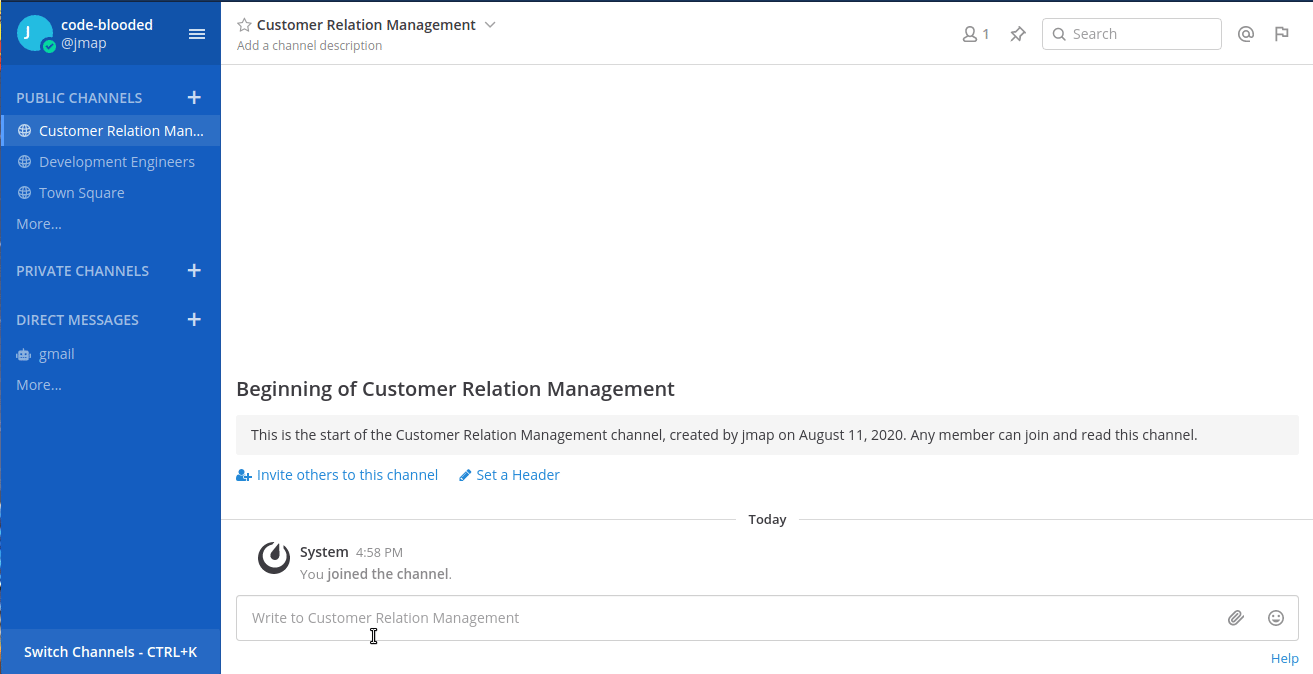 J
code-blooded
@jmap
PUBLIC CHANNELS
Customer Relation Man...
Development Engineers
Town Square
More...
PRIVATE CHANNELS
DIRECT MESSAGES
gmail
More...
Switch Channels - CTRL+K
Customer Relation Management
Add a channel description
1
Search
Beginning of Customer Relation Management
This is the start of the Customer Relation Management channel, created by jmap on August 11, 2020. Any member can join and read this channel.
Invite others to this channel Set a Header
Today
System 4:58 PM
You joined the channel.
Write to Customer Relation Management
Help